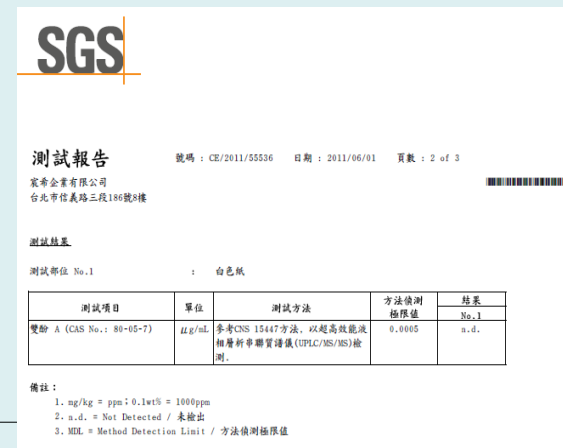 SGS
測試報告 號碼 : CE/2011/55536 日期 : 2011/06/01 頁數 : 2 of 3
宸希企業有限公司
台北市信義路三段186號8樓
測試結果
測試部位 No.1 : 白色紙
測試項目 單位 測試方法 方法偵測極限值 結果 No.1
雙酚 A (CAS No.: 80-05-7) μg/mL 參考CNS 15447方法, 以超高效能液 0.0005 n.d.
相層析串聯質譜儀(UPLC/MS/MS)檢
測.
備註：
1. mg/kg = ppm；0.1wt% = 1000ppm
2. n.d. = Not Detected / 未檢出
3. MDL = Method Detection Limit / 方法偵測極限值